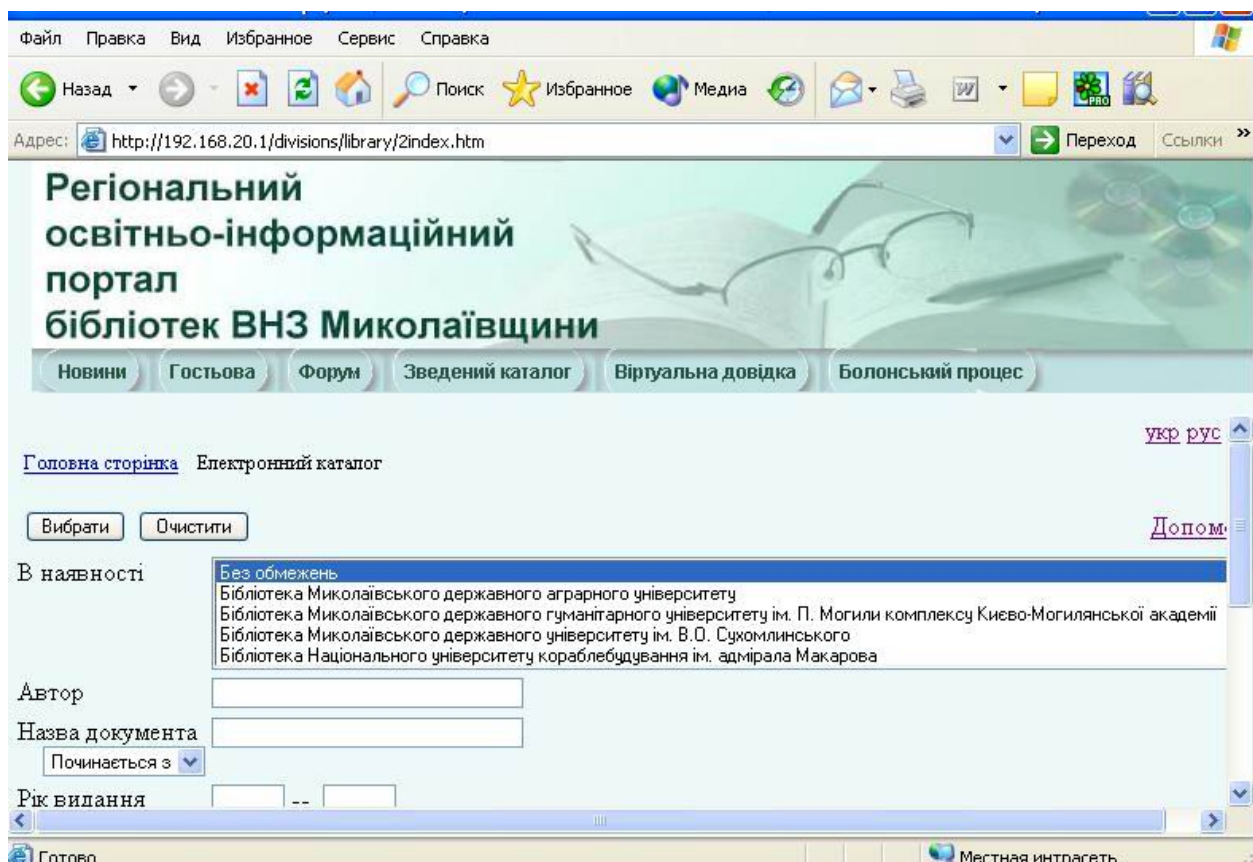 Файл Правка Вид Избранное Сервис Справка
Назад Поиск Избранное Медиа
PRO
Адрес: http://192.168.20.1/divisions/library/2index.htm Переход Ссылки »
Регіональний
освітньо-інформаційний
портал
бібліотек ВНЗ Миколаївщини
Новини Гостьова Форум Зведений каталог Віртуальна довідка Болонський процес
укр рус
Головна сторінка Електронний каталог
Вибрати Очистити
В наявності Без обмежень
Бібліотека Миколаївського державного аграрного університету
Бібліотека Миколаївського державного гуманітарного університету ім. П. Могили комплексу Києво-Могилянської академії
Бібліотека Миколаївського державного університету ім. В.О. Сухомлинського
Бібліотека Національного університету кораблебудування ім. адмірала Макарова
Автор
Назва документа
Починається з
Рік видання --
Готово Местная интрасеть